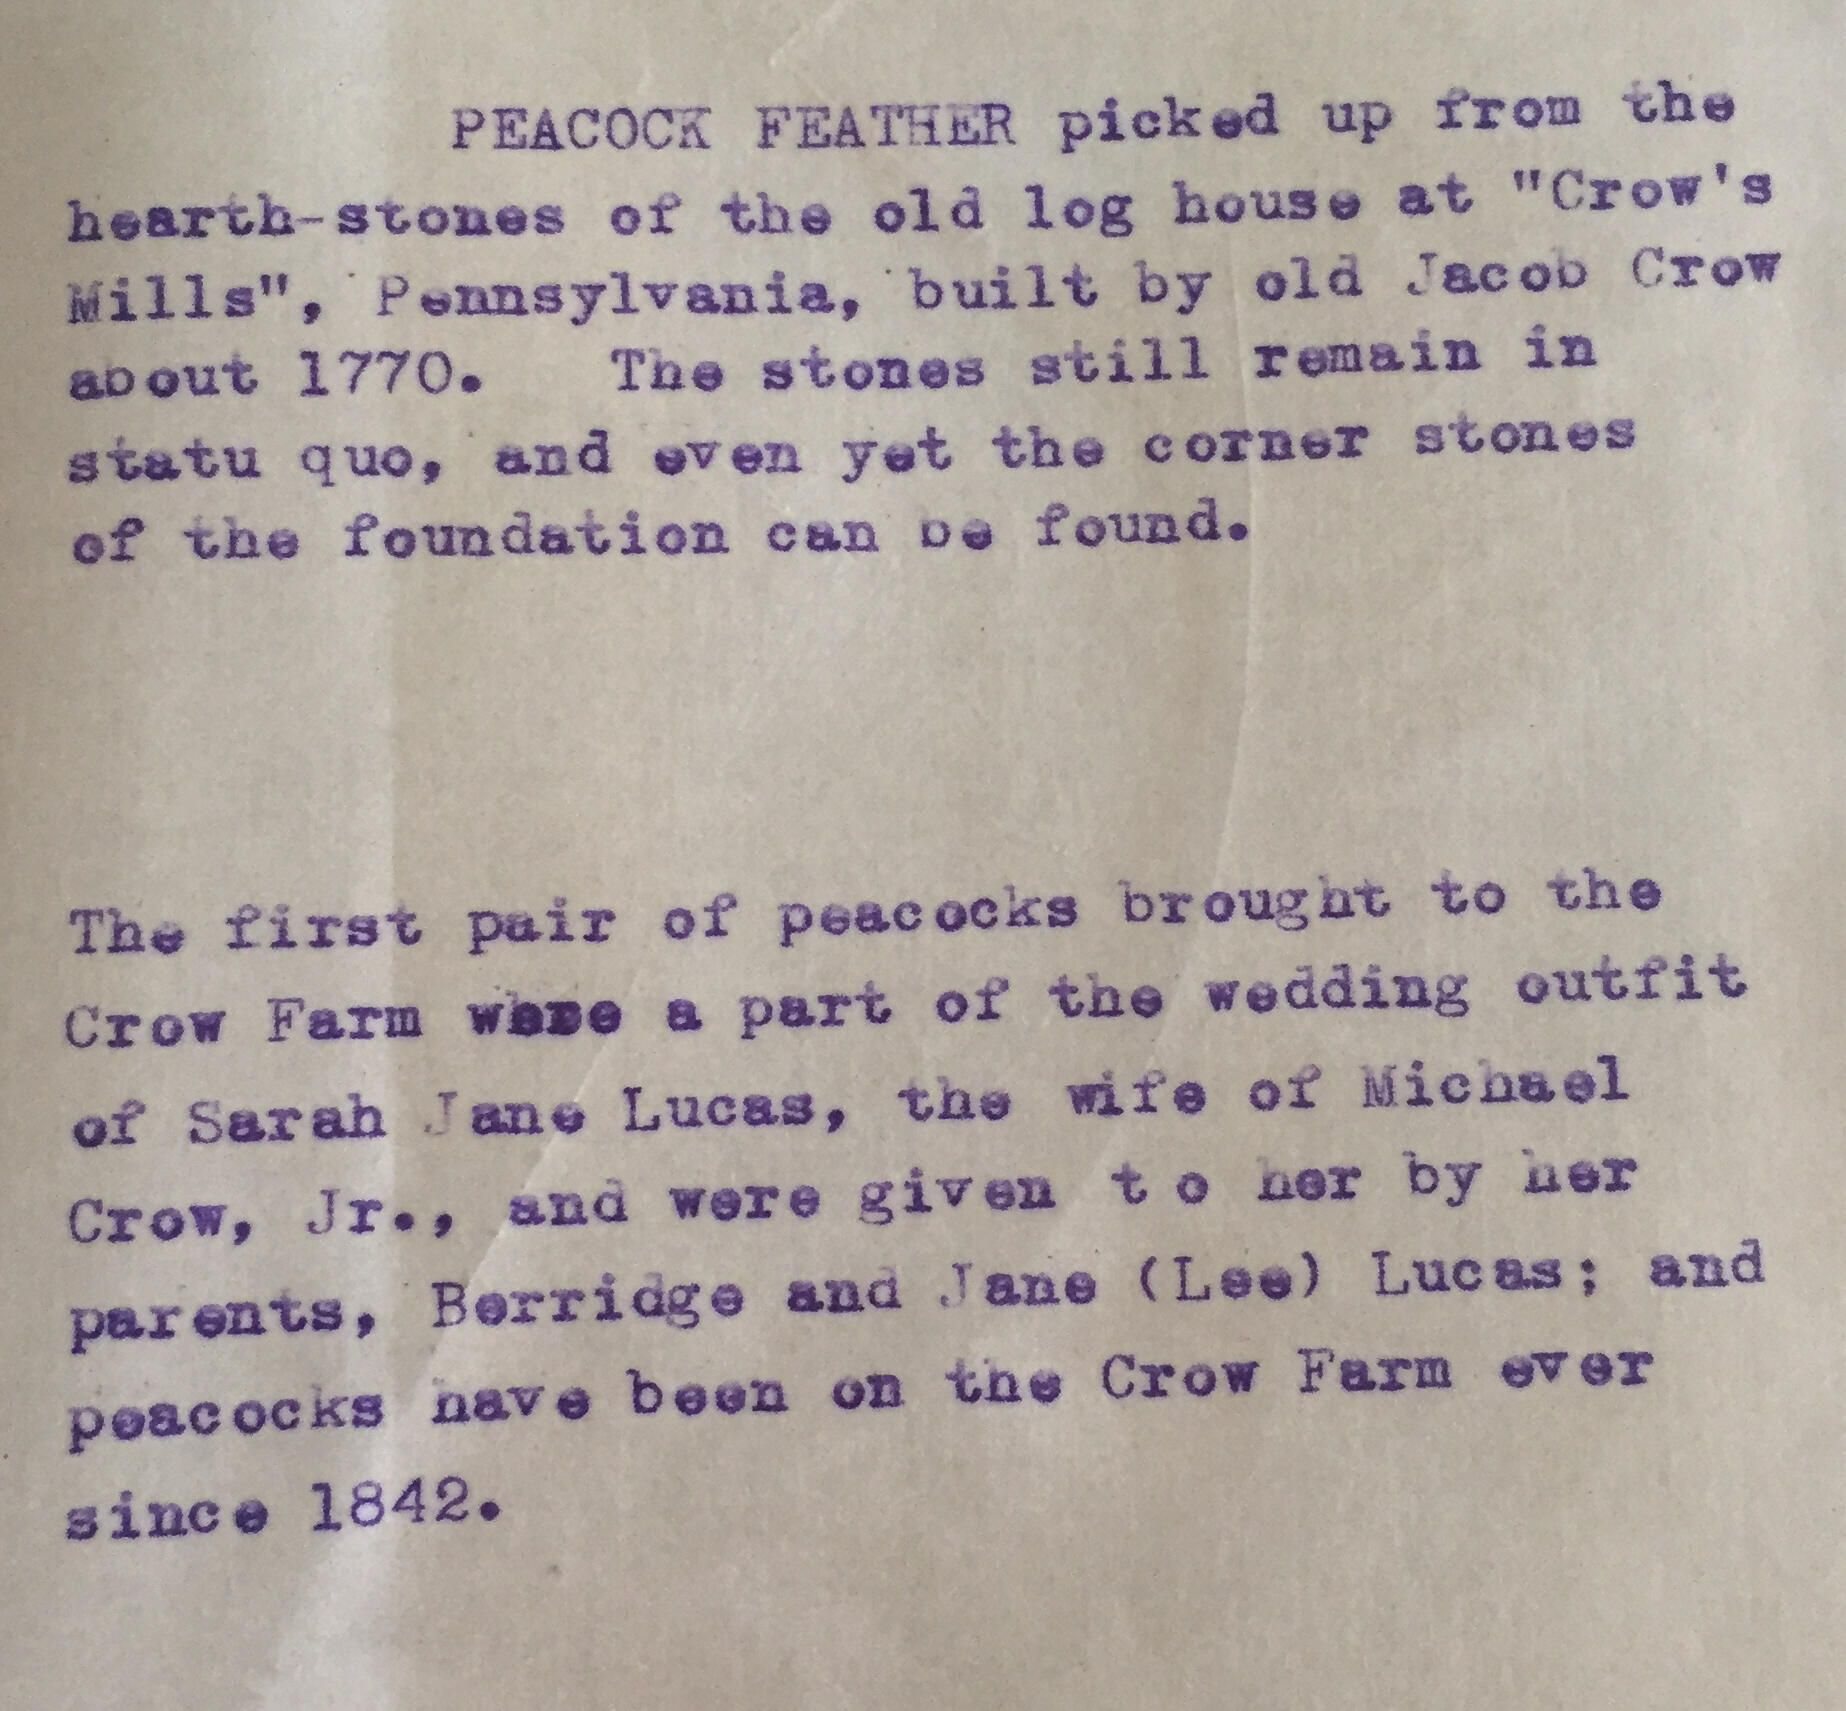 PEACOCK FEATHER picked up from the
hearth-stones of the old log house at "Crow's
Mills", Pennsylvania, built by old Jacob Crow
about 1770. The stones still remain in
statu quo, and even yet the corner stones
of the foundation can be found.
The first pair of peacocks brought to the
Crow Farm were a part of the wedding outfit
of Sarah Jane Lucas, the wife of Michael
Crow, Jr., and were given to her by her
parents, Berridge and Jane (Lee) Lucas; and
peacocks have been on the Crow Farm ever
since 1842.